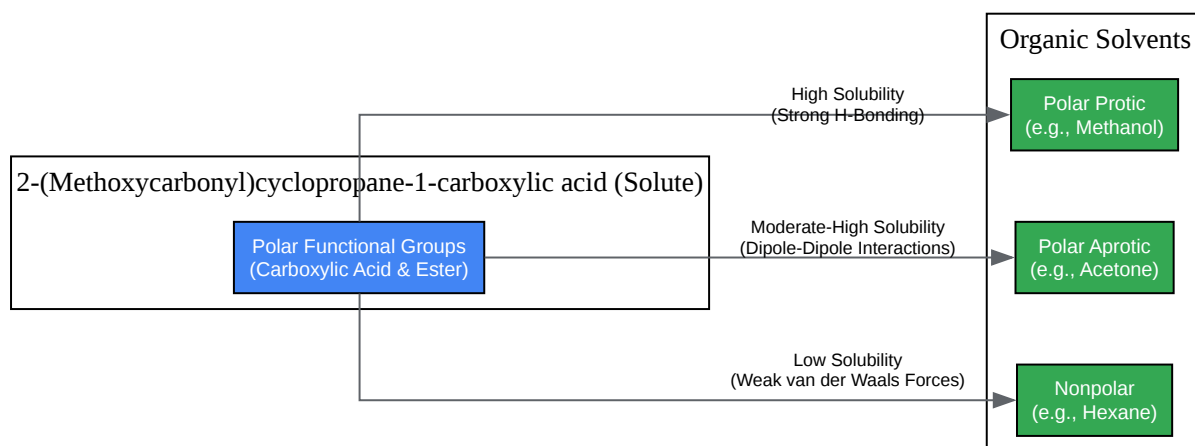 Organic Solvents
High Solubility
(Strong H-Bonding)
Polar Protic
(e.g., Methanol)
2-(Methoxycarbonyl)cyclopropane-1-carboxylic acid (Solute)
Polar Functional Groups
(Carboxylic Acid & Ester)
Moderate-High Solubility
(Dipole-Dipole Interactions)
Polar Aprotic
(e.g., Acetone)
Low Solubility
(Weak van der Waals Forces)
Nonpolar
(e.g., Hexane)